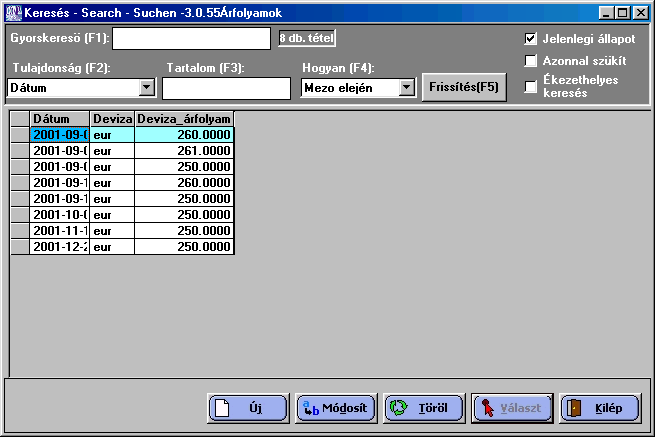 Keresés - Search - Suchen -3.0.55Árfolyamok
Gyorskereső (F1):
8 db. tétel
Jelenlegi állapot
Azonnal szükít
Ékezethelyes
keresés
Tulajdonság (F2): Tartalom (F3): Hogyan (F4):
Dátum Mezo elején Frissítés(F5)
Dátum Deviza Deviza_árfolyam
2001-09-0 eur 260.0000
2001-09-0 eur 261.0000
2001-09-0 eur 250.0000
2001-09-1 eur 260.0000
2001-09-1 eur 250.0000
2001-10-0 eur 250.0000
2001-11-1 eur 250.0000
2001-12-2 eur 250.0000
Új a b Módosít Töröl Választ Kilép